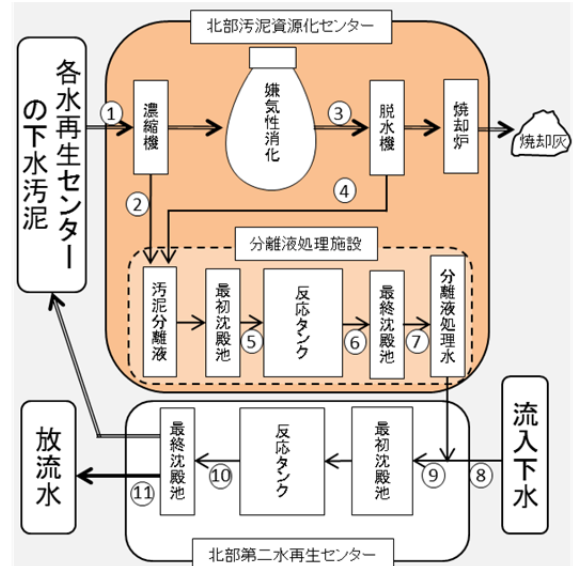 北部汚泥資源化センター
各水再生センター
の下水汚泥
①
濃縮機
嫌気性消化
③
脱水機
焼却炉
焼却灰
②
④
分離液処理施設
汚泥分離液
最初沈殿池
⑤
反応タンク
⑥
最終沈殿池
⑦
分離液処理水
放流水
⑪
最終沈殿池
⑩
反応タンク
最初沈殿池
⑨
⑧
流入下水
北部第二水再生センター